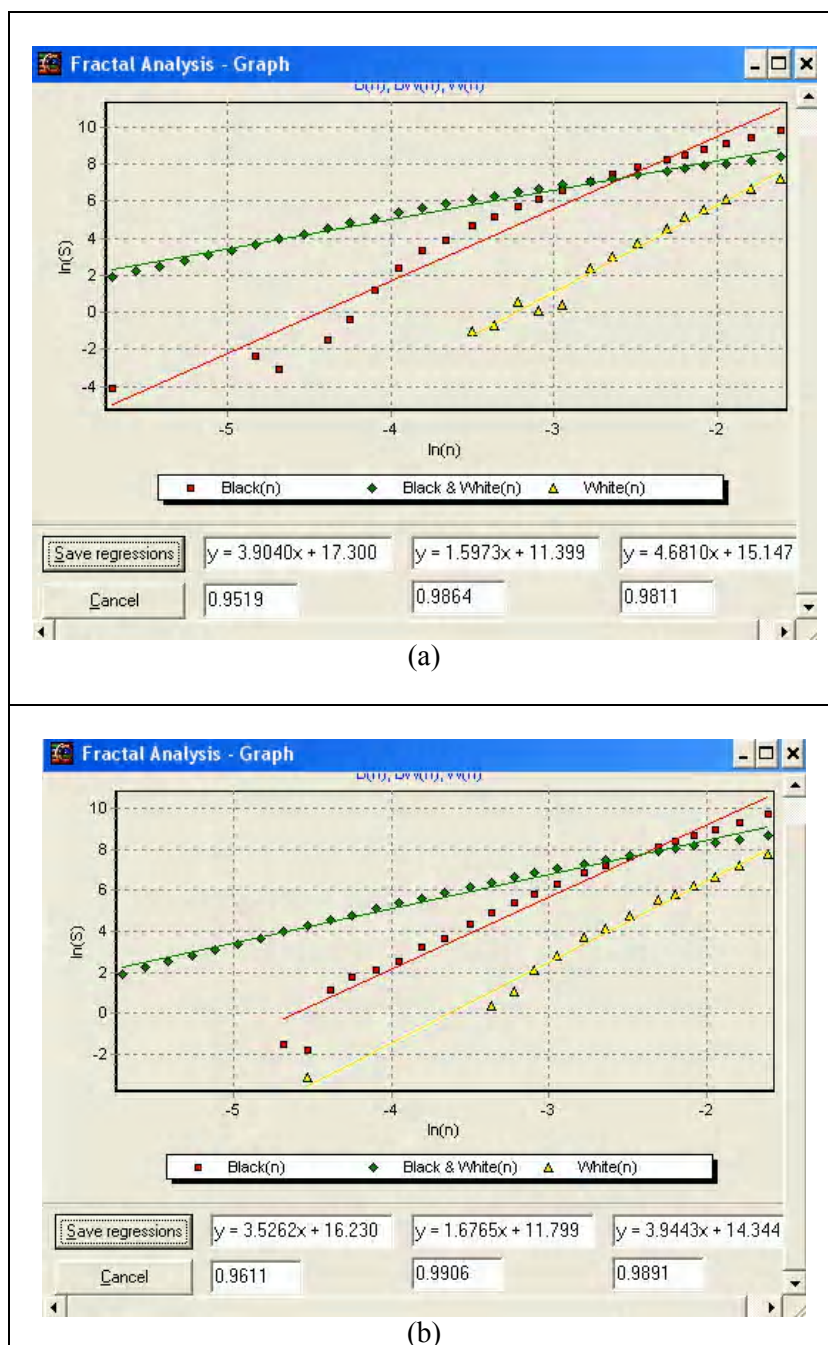 Fractal Analysis - Graph
B(n), BW(n), W(n)
10
8
6
4
2
0
-2
-4
ln(S)
-5
-4
-3
-2
ln(n)
Black(n) Black & White(n) White(n)
Save regressions y = 3.9040x + 17.300 y = 1.5973x + 11.399 y = 4.6810x + 15.147
Cancel 0.9519 0.9864 0.9811
(a)
Fractal Analysis - Graph
B(n), BW(n), W(n)
10
8
6
4
2
0
-2
ln(S)
-5
-4
-3
-2
ln(n)
Black(n) Black & White(n) White(n)
Save regressions y = 3.5262x + 16.230 y = 1.6765x + 11.799 y = 3.9443x + 14.344
Cancel 0.9611 0.9906 0.9891
(b)